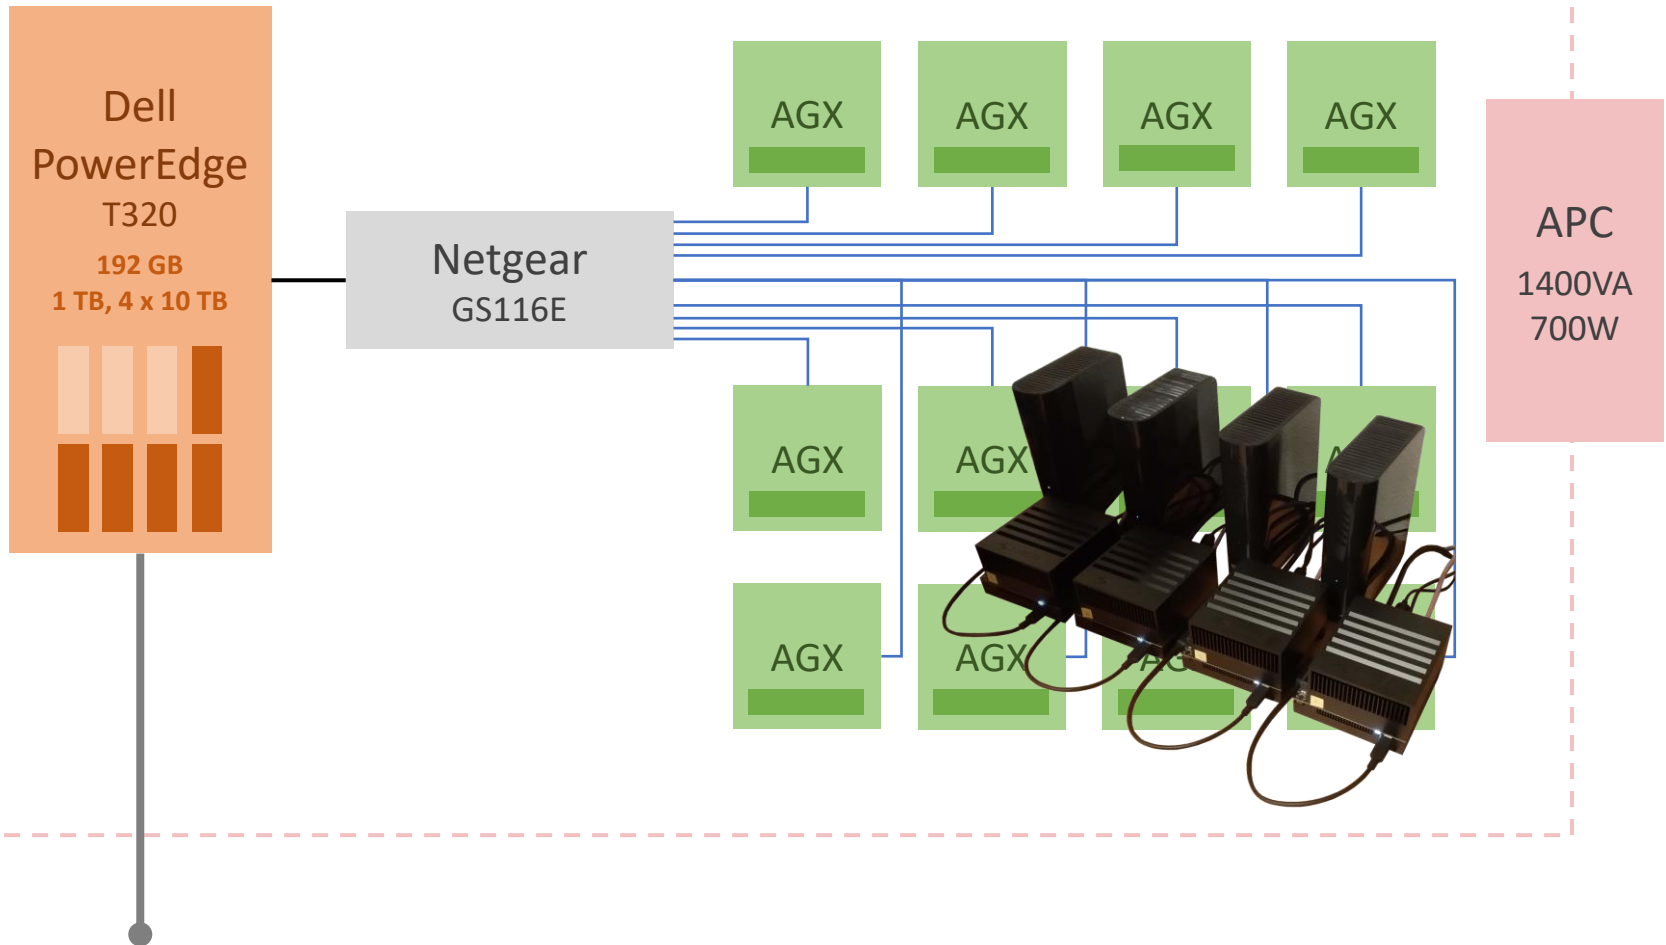 Dell
PowerEdge
T320
192 GB
1 TB, 4 x 10 TB
Netgear
GS116E
AGX
AGX
AGX
AGX
APC
1400VA
700W
AGX
AGX
AGX
AGX